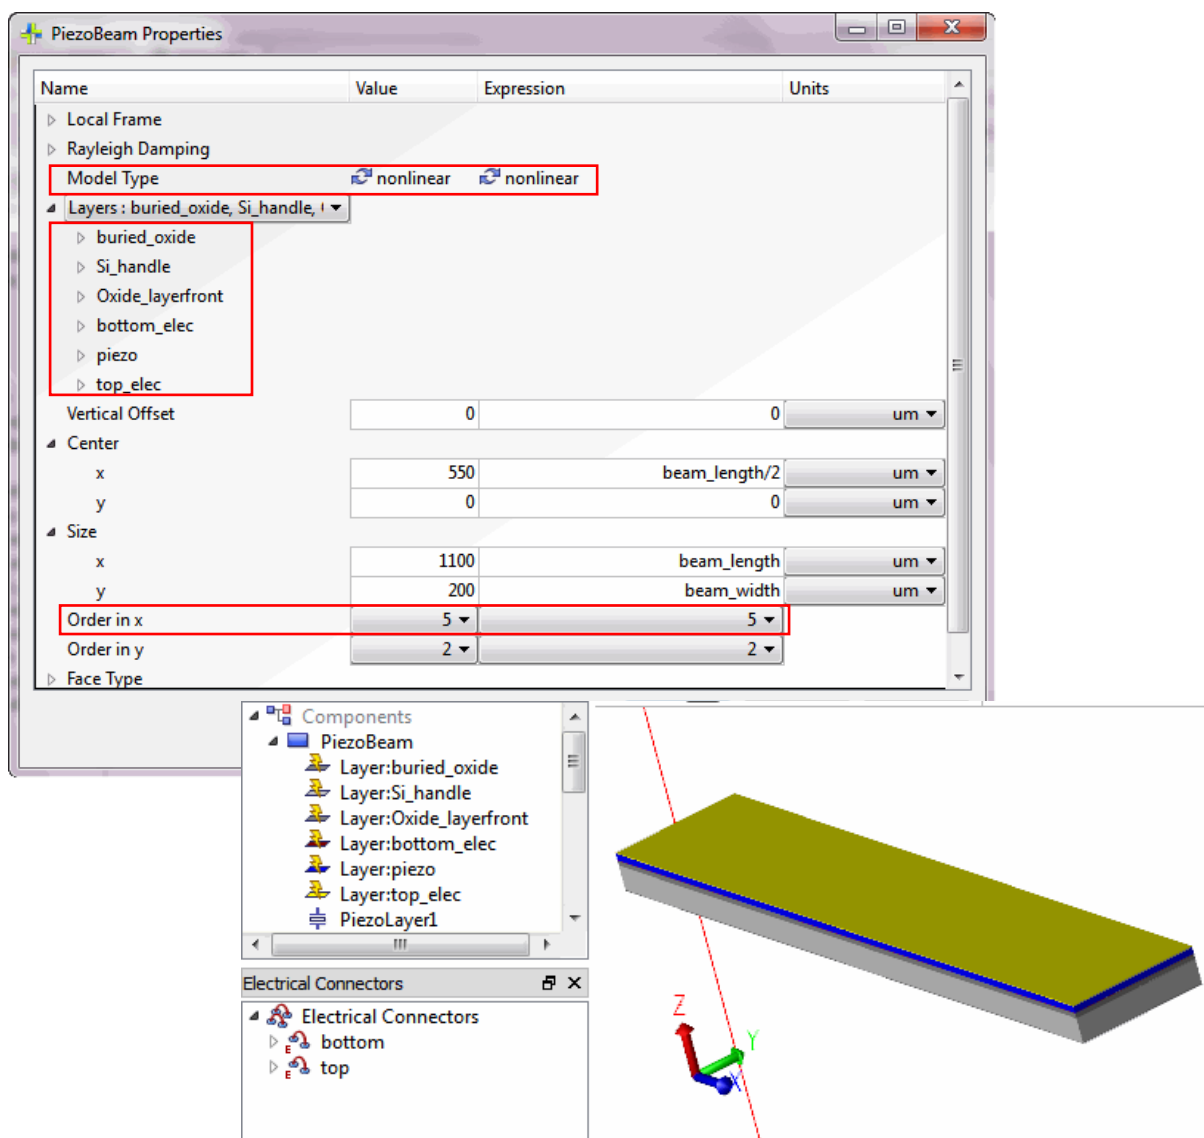 PiezoBeam Properties
Name Value Expression Units
Local Frame
Rayleigh Damping
Model Type nonlinear nonlinear
Layers : buried_oxide, Si_handle,
buried_oxide
Si_handle
Oxide_layerfront
bottom_elec
piezo
top_elec
Vertical Offset 0 0 um
Center
x 550 beam_length/2 um
y 0 0 um
Size
x 1100 beam_length um
y 200 beam_width um
Order in x 5 5
Order in y 2 2
Face Type
Components
PiezoBeam
Layer:buried_oxide
Layer:Si_handle
Layer:Oxide_layerfront
Layer:bottom_elec
Layer:piezo
Layer:top_elec
PiezoLayer1
Electrical Connectors
Electrical Connectors
E bottom
E top
Z
Y
X